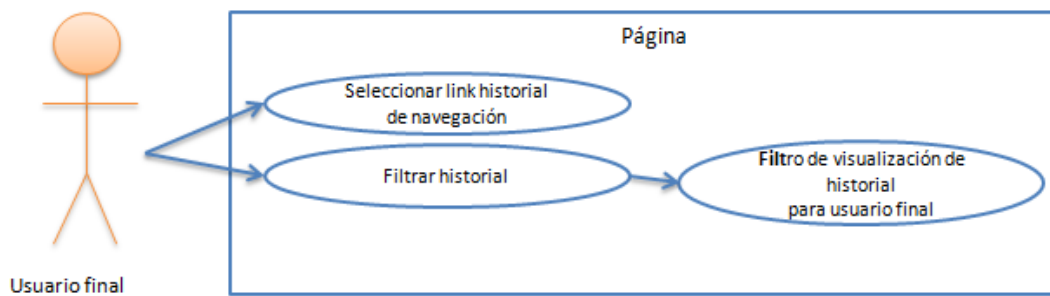 Página
Seleccionar link historial
de navegación
Filtrar historial
Filtro de visualización de
historial
para usuario final
Usuario final